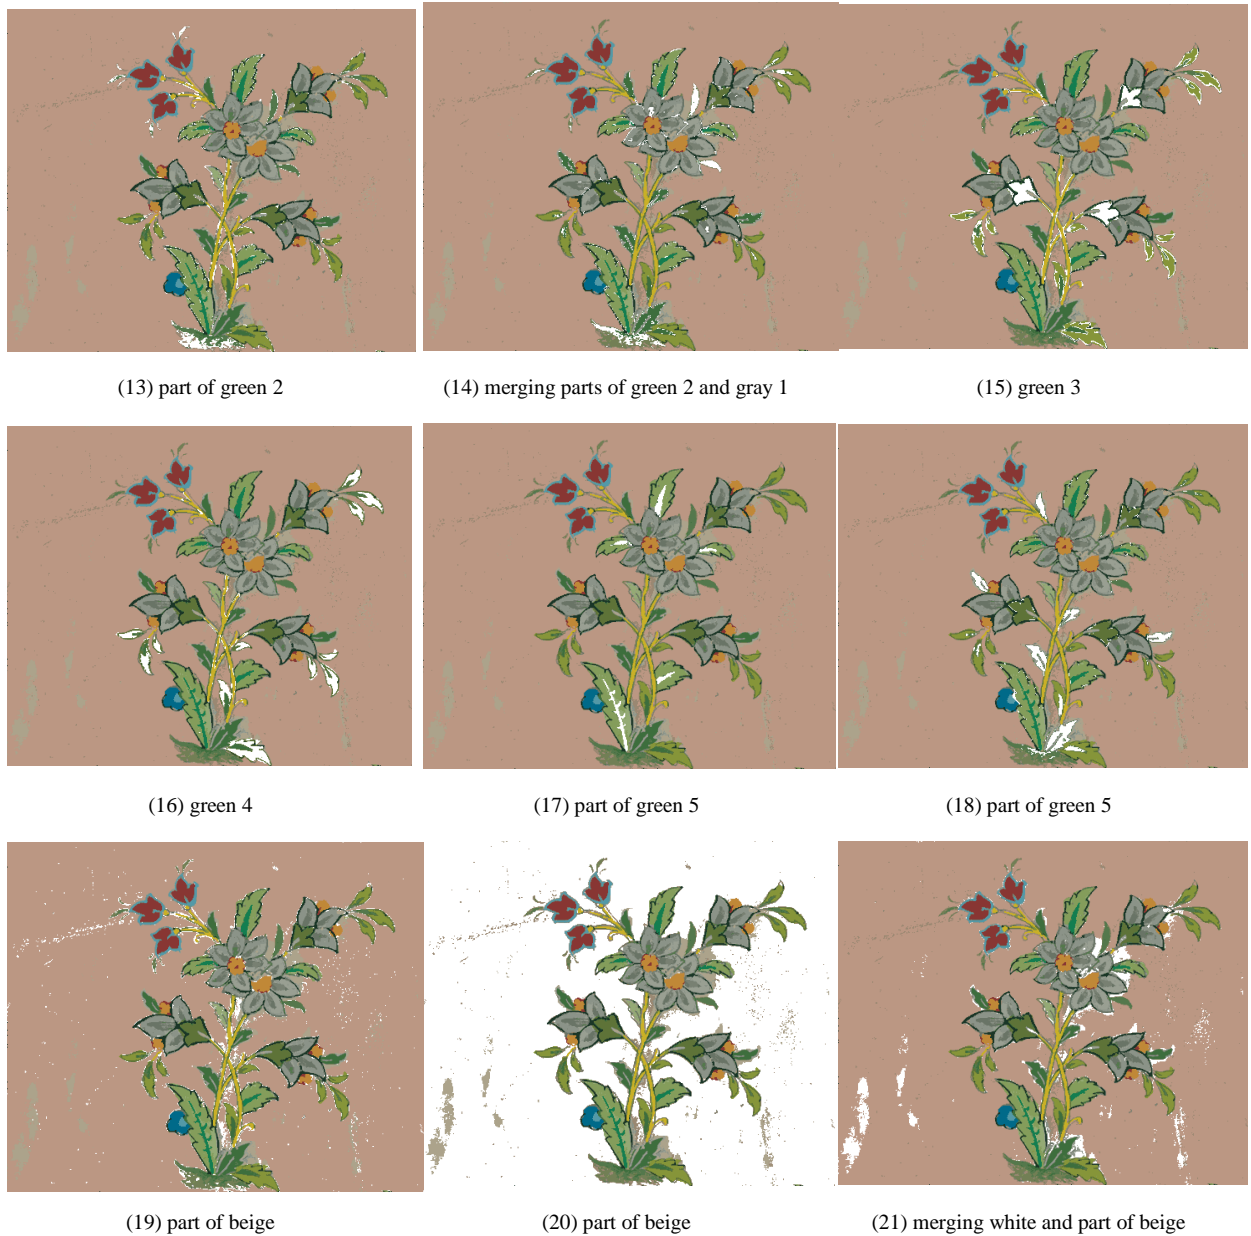 (13) part of green 2
(14) merging parts of green 2 and gray 1
(15) green 3
(16) green 4
(17) part of green 5
(18) part of green 5
(19) part of beige
(20) part of beige
(21) merging white and part of beige